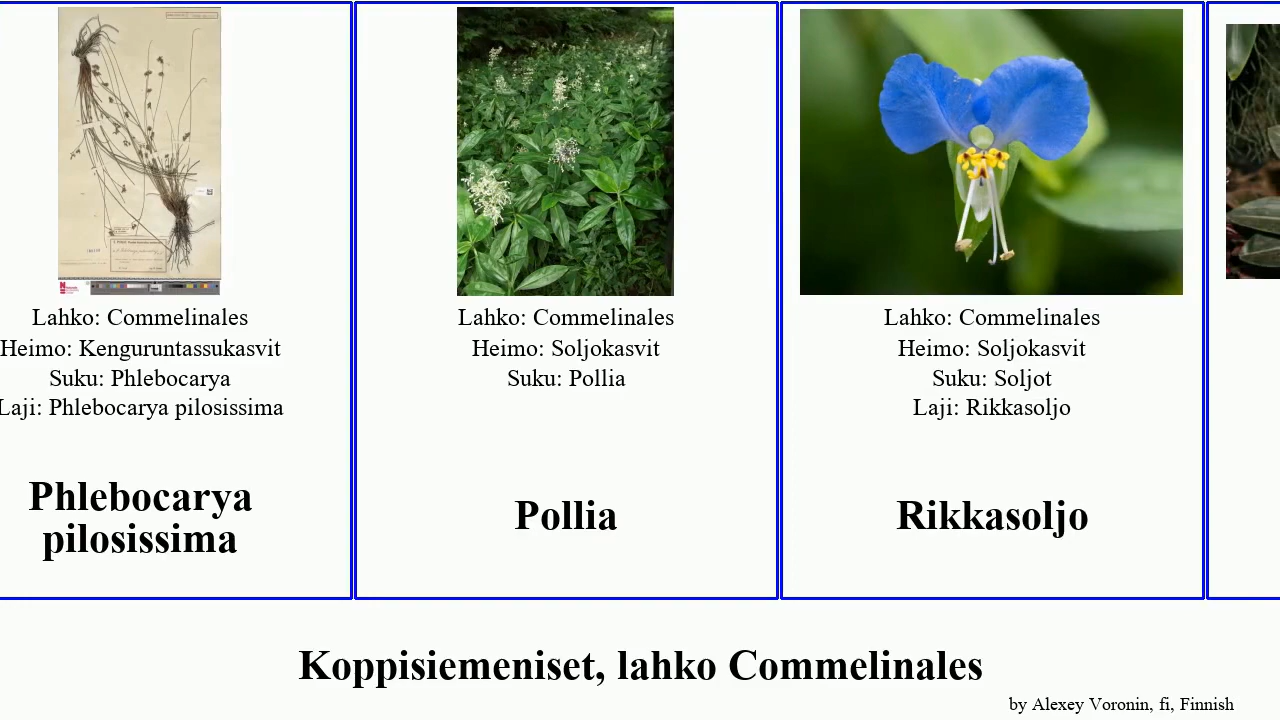 Lahko: Commelinales
Heimo: Kenguruntassukasvit
Suku: Phlebocarya
Laji: Phlebocarya pilosissima
Phlebocarya
pilosissima
Lahko: Commelinales
Heimo: Soljokasvit
Suku: Pollia
Pollia
Lahko: Commelinales
Heimo: Soljokasvit
Suku: Soljot
Laji: Rikkasoljo
Rikkasoljo
Koppisiemeniset, lahko Commelinales
by Alexey Voronin, fi, Finnish